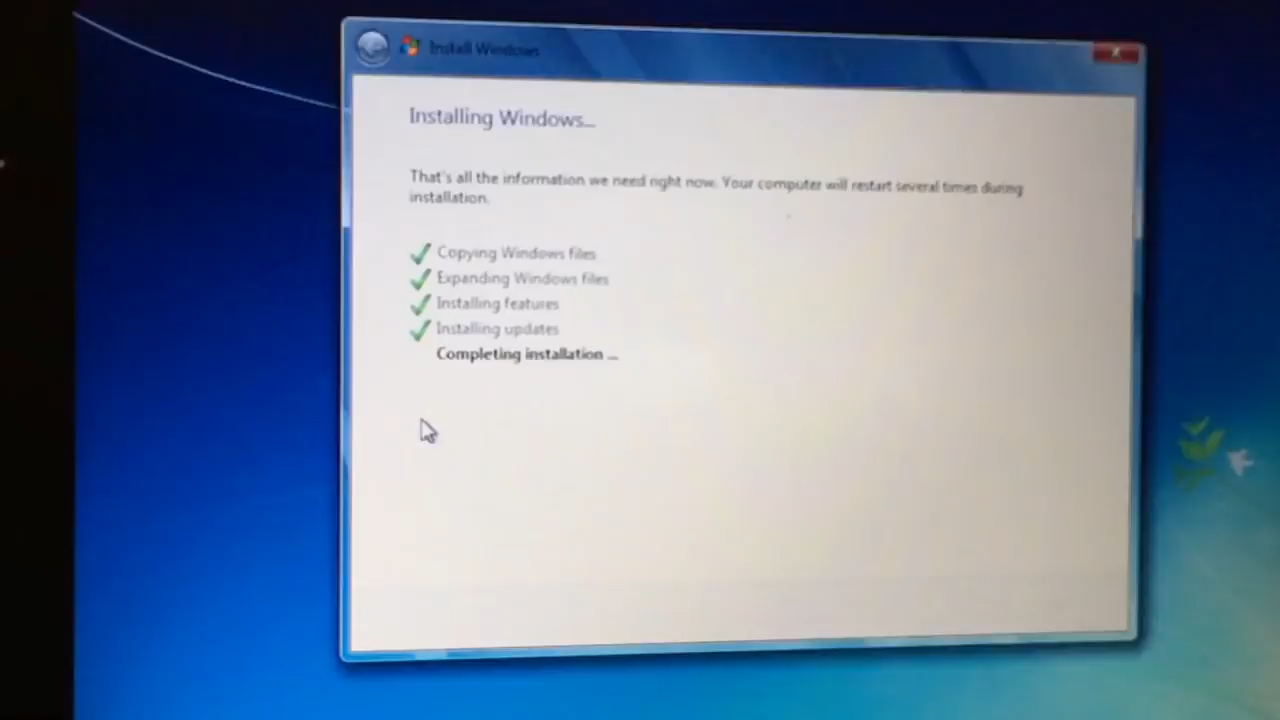 Install Windows
Installing Windows...
That's all the information we need right now. Your computer will restart several times during
installation.
Copying Windows files
Expanding Windows files
Installing features
Installing updates
Completing installation ...